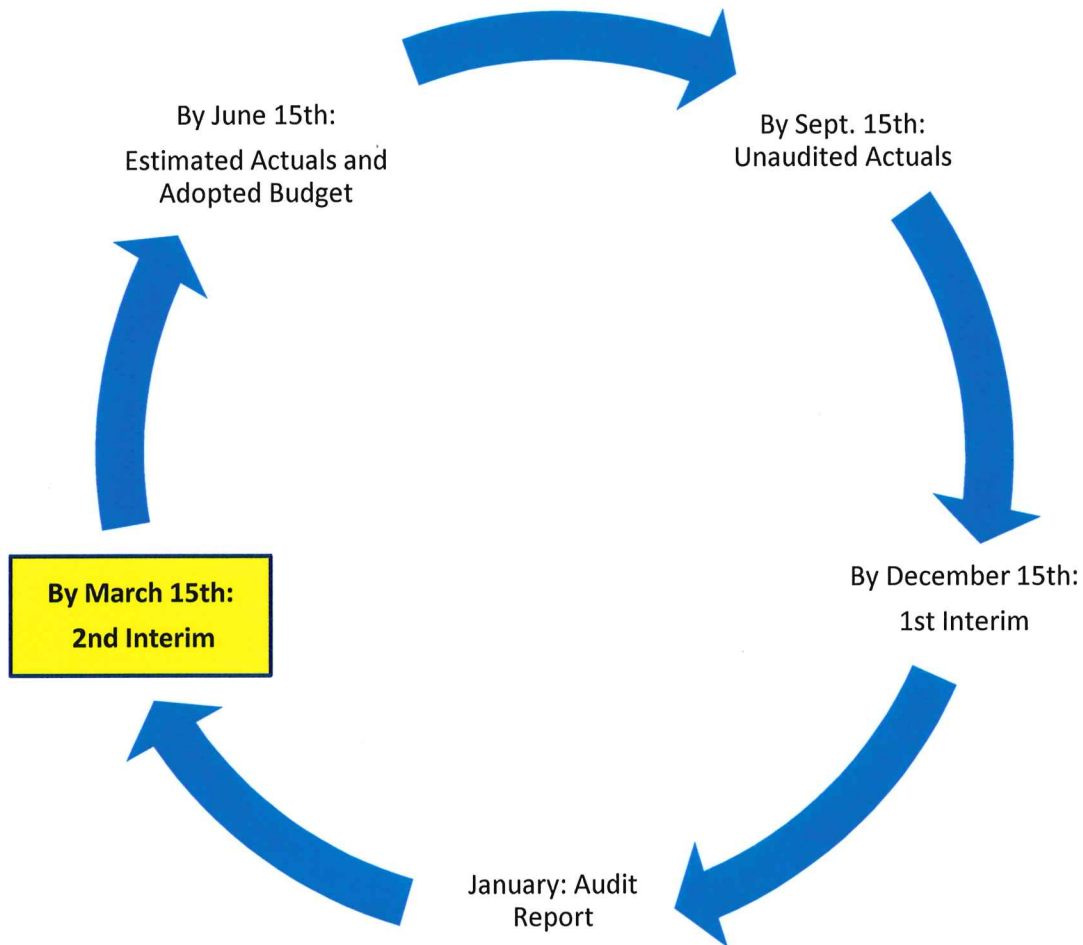 By June 15th:
Estimated Actuals and
Adopted Budget
By Sept. 15th:
Unaudited Actuals
By December 15th:
1st Interim
January: Audit
Report
By March 15th:
2nd Interim